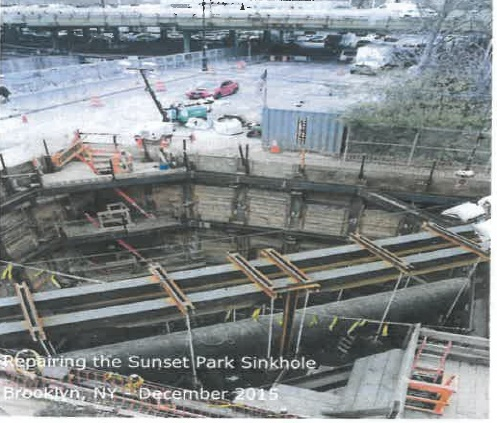 Repairing the Sunset Park Sinkhole
Brooklyn, NY - December 2015